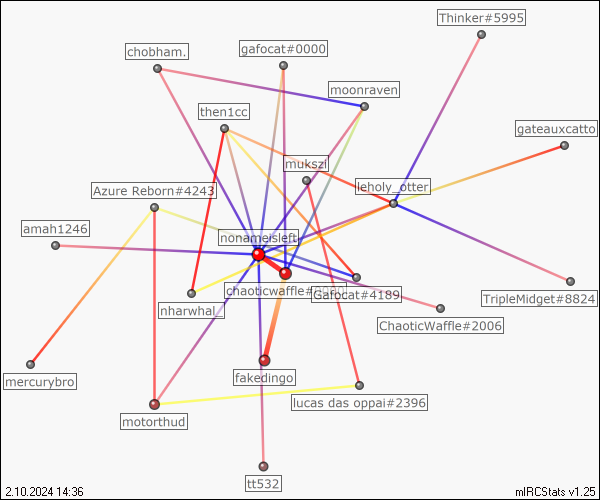 Thinker#5995
chobham.
gafocat#0000
moonraven
then1cc
gateauxcatto
mukszi
leholy_otter
Azure Reborn#4243
amah1246
nonameisleft
chaoticwaffle#
Gafocat#4189
TripleMidget#8824
nharwhal_
ChaoticWaffle#2006
mercurybro
fakedingo
lucas das oppai#2396
motorthud
tt532
2.10.2024 14:36
mIRCStats v1.25